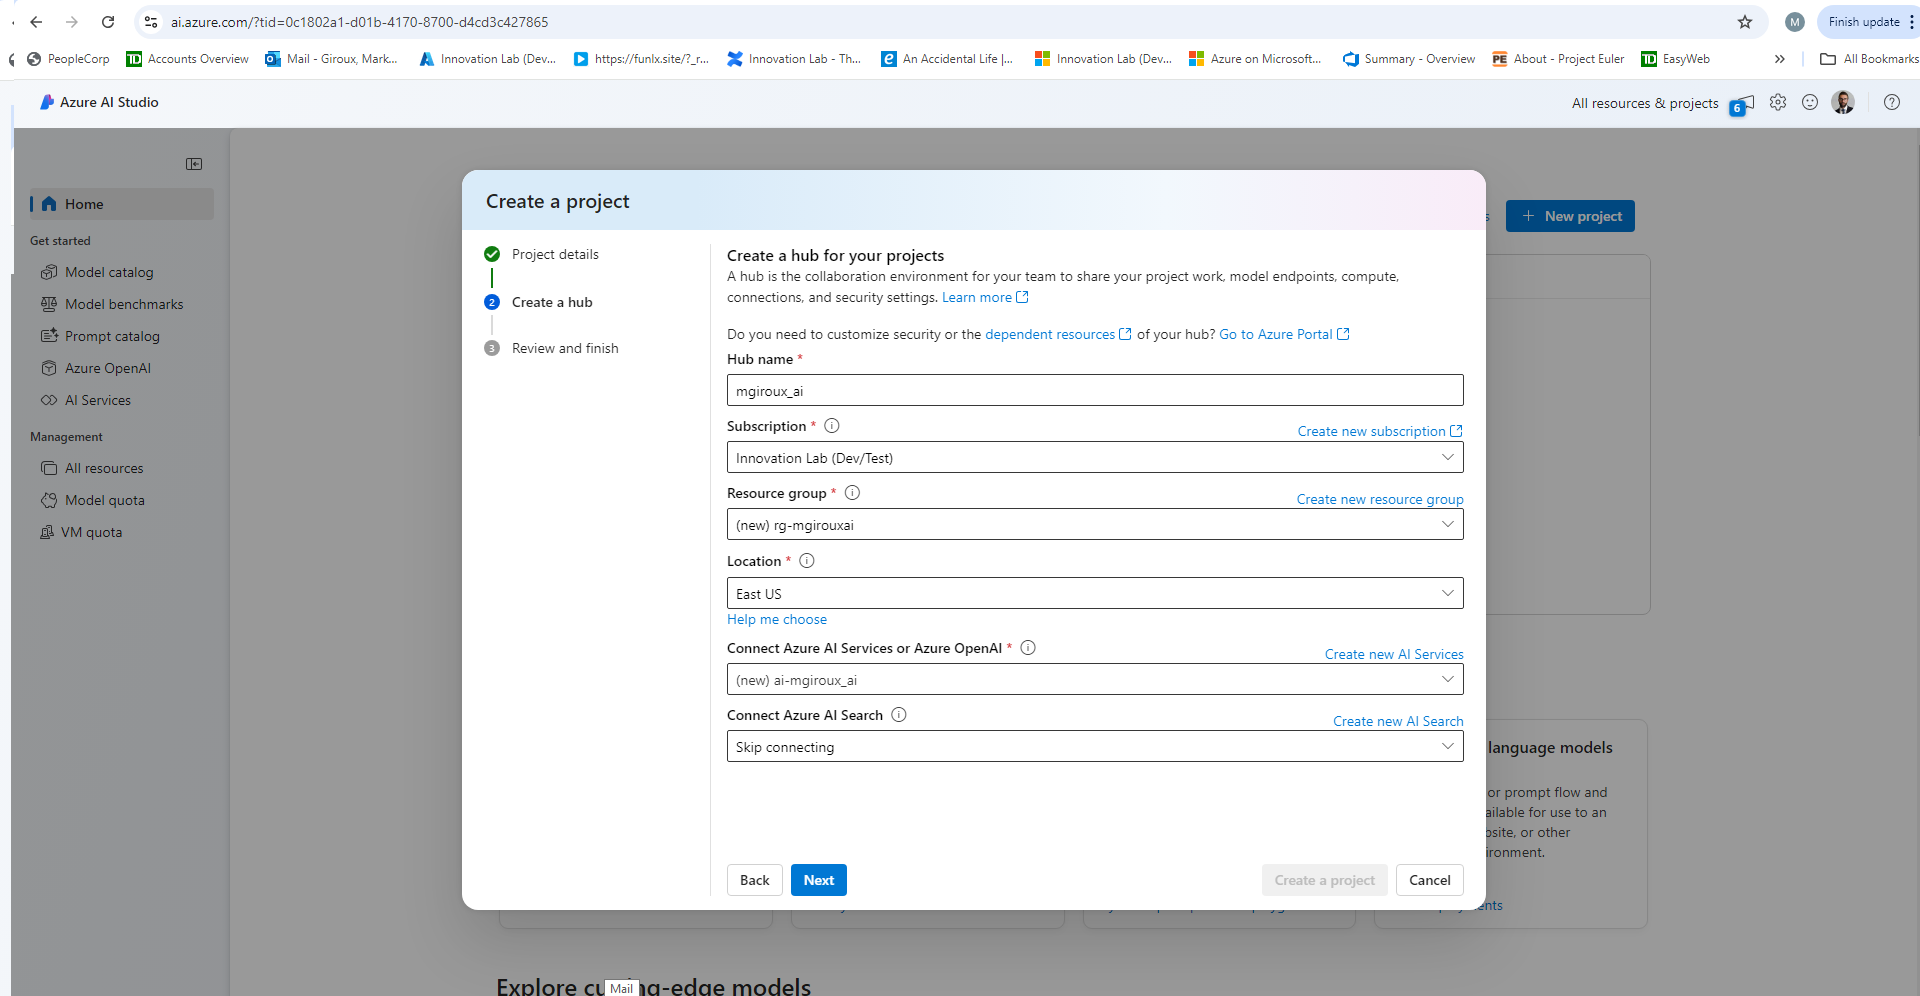 ai.azure.com/?tid=0c1802a1-d01b-4170-8700-d4cd3c427865
M
Finish update
PeopleCorp
TD
Accounts Overview
Mail - Giroux, Mark...
Innovation Lab (Dev...
https://funlx.site/?_r...
Innovation Lab - Th...
An Accidental Life |...
Innovation Lab (Dev...
Azure on Microsoft...
Summary - Overview
PE
About - Project Euler
TD
EasyWeb
All Bookmarks
Azure AI Studio
All resources & projects
6
Home
Get started
Model catalog
Model benchmarks
Prompt catalog
Azure OpenAI
AI Services
Management
All resources
Model quota
VM quota
New project
Create a project
Project details
2
Create a hub
3
Review and finish
Create a hub for your projects
A hub is the collaboration environment for your team to share your project work, model endpoints, compute,
connections, and security settings. Learn more
Do you need to customize security or the dependent resources of your hub? Go to Azure Portal
Hub name *
mgiroux_ai
Subscription *
Create new subscription
Innovation Lab (Dev/Test)
Resource group *
Create new resource group
(new) rg-mgirouxai
Location *
East US
Help me choose
Connect Azure AI Services or Azure OpenAI *
Create new AI Services
(new) ai-mgiroux_ai
Connect Azure AI Search
Create new AI Search
Skip connecting
Back
Next
Create a project
Cancel
language models
or prompt flow and
ailable for use to an
site, or other
ironment.
Explore cu ng-edge models
Mail